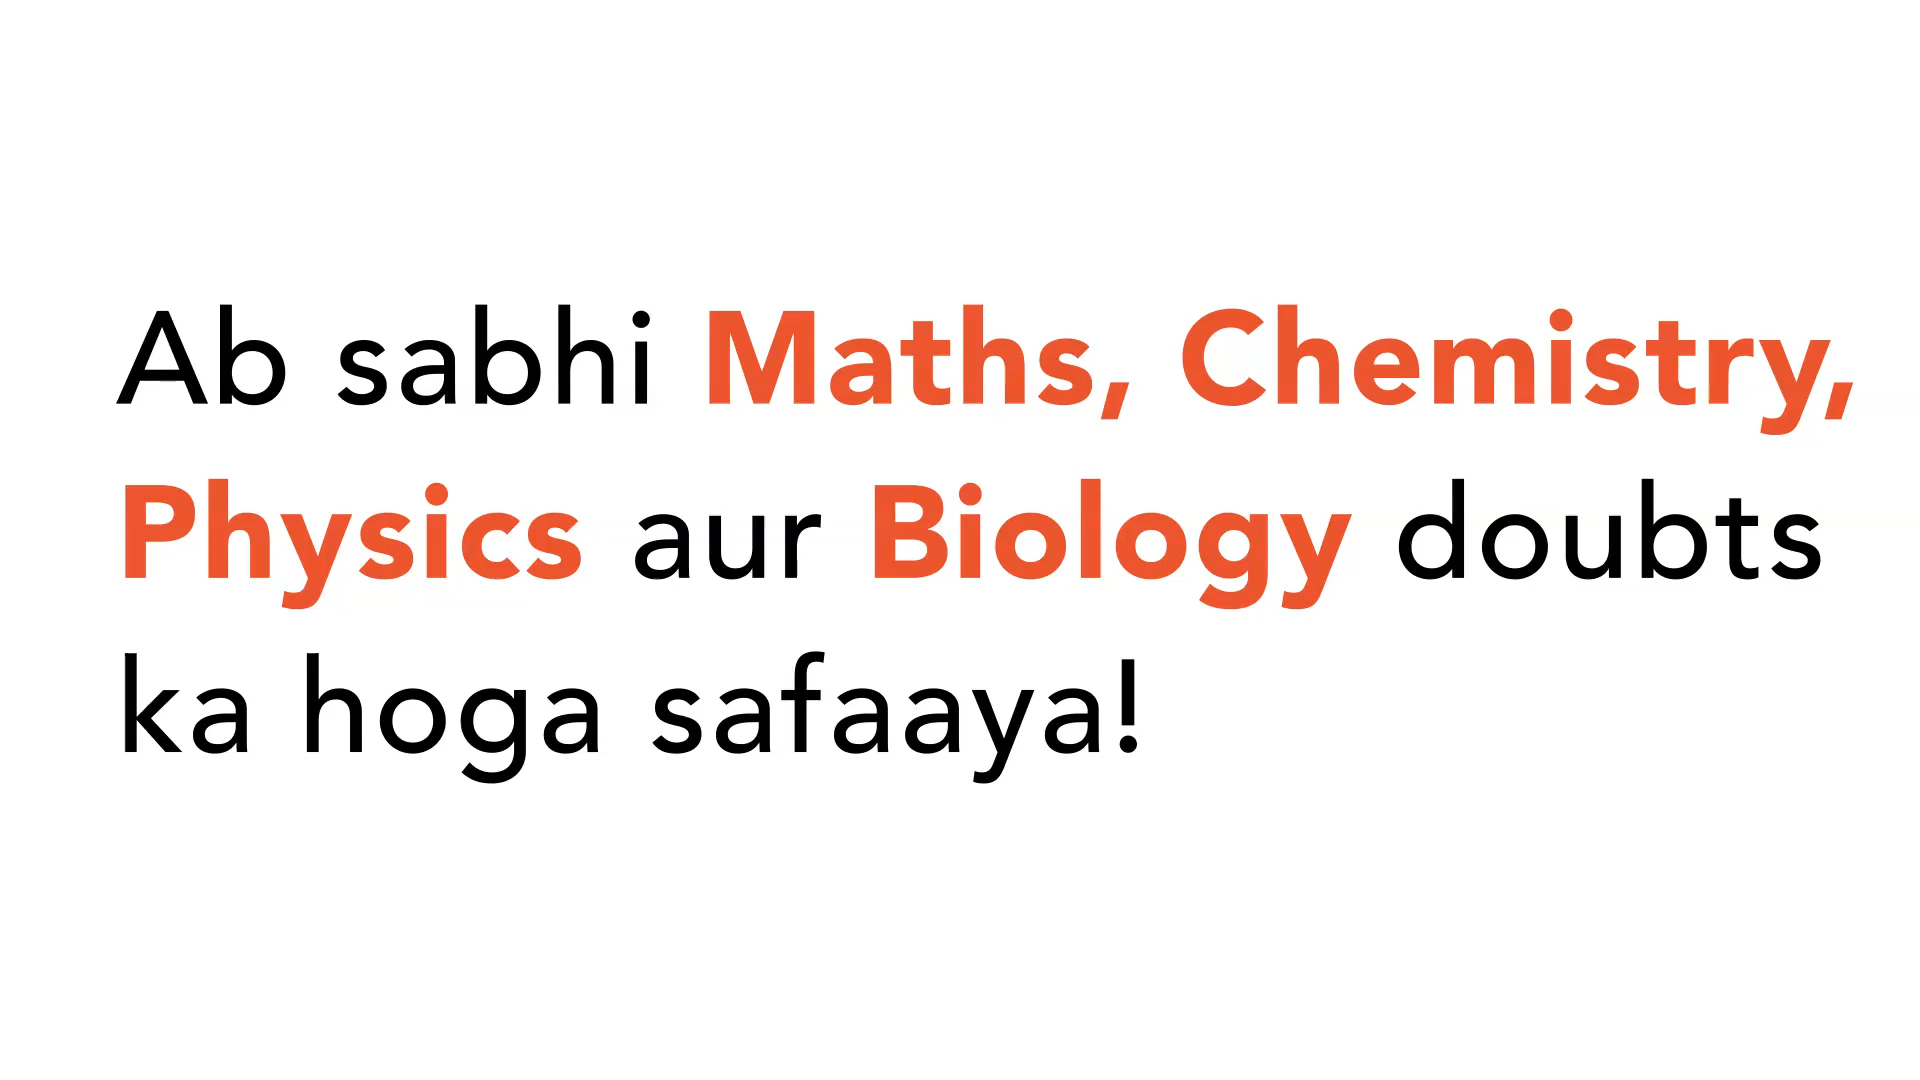 Ab sabhi Maths, Chemistry,
Physics aur Biology doubts
ka hoga safaaya!